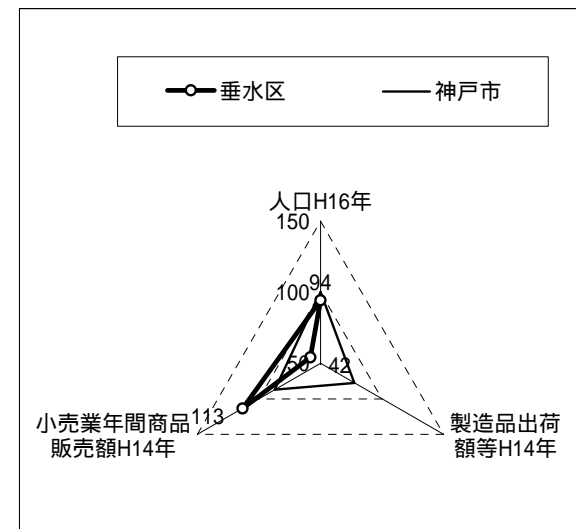 垂水区
神戸市
人口H16年
150
94
100
50
42
113
小売業年間商品
販売額H14年
製造品出荷
額等H14年